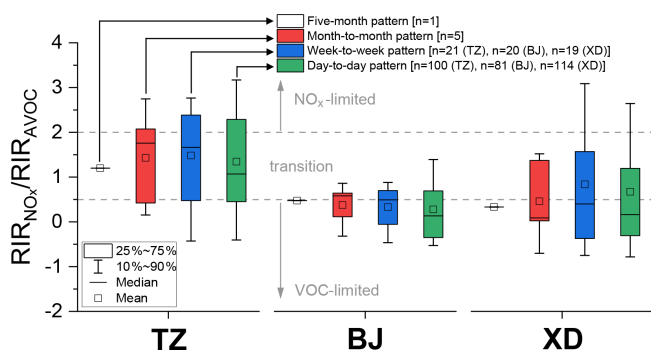 Five-month pattern [n=1]
Month-to-month pattern [n=5]
Week-to-week pattern [n=21 (TZ), n=20 (BJ), n=19 (XD)]
Day-to-day pattern [n=100 (TZ), n=81 (BJ), n=114 (XD)]
RIR_NOx/RIR_AVOC
4
3
2
1
0
-1
-2
NOx-limited
transition
VOC-limited
25%~75%
10%~90%
Median
Mean
TZ
BJ
XD